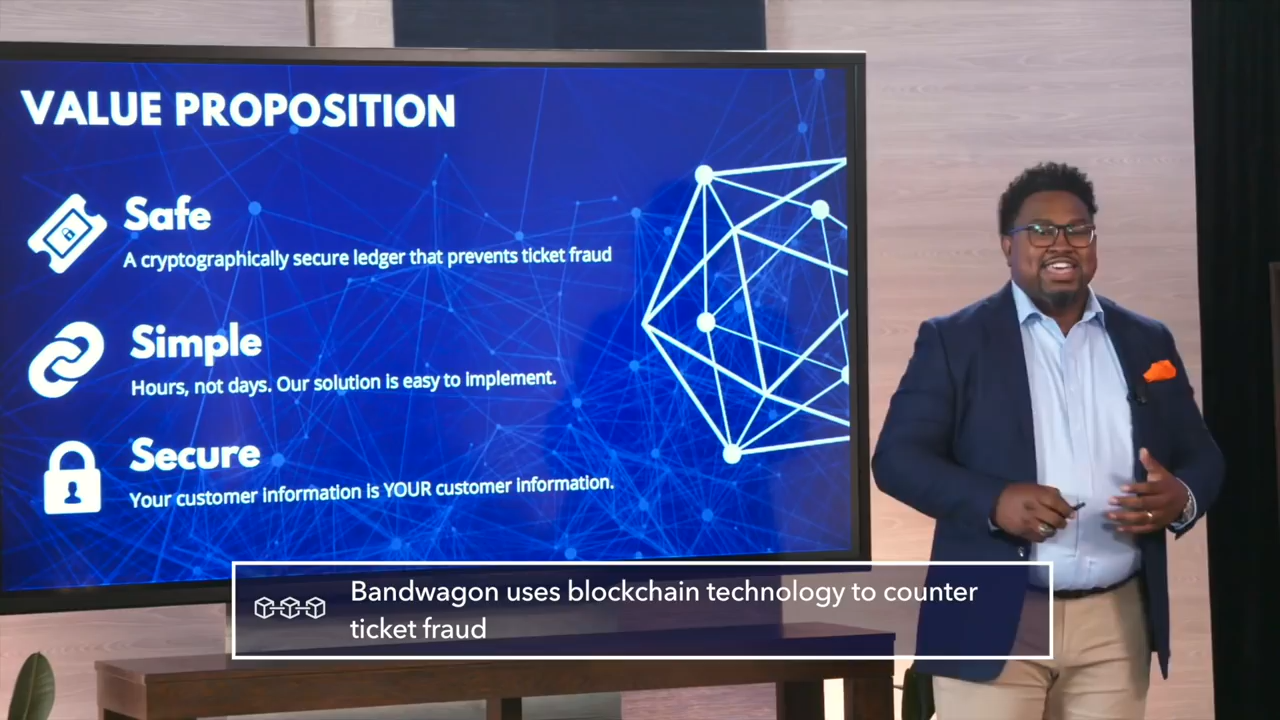 VALUE PROPOSITION
Safe
A cryptographically secure ledger that prevents ticket fraud
Simple
Hours, not days. Our solution is easy to implement.
Secure
Your customer information is YOUR customer information.
Bandwagon uses blockchain technology to counter
ticket fraud